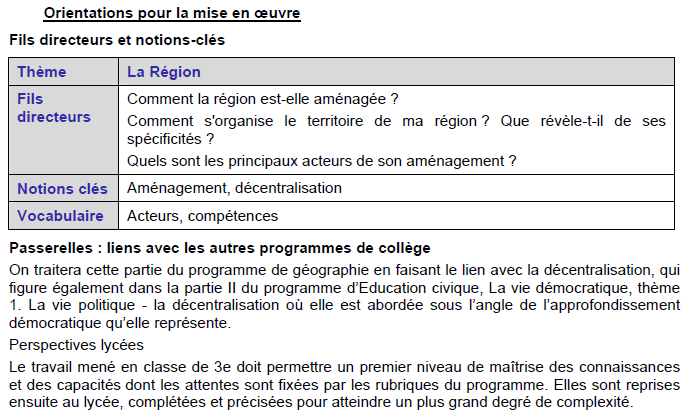 Orientations pour la mise en œuvre
Fils directeurs et notions-clés
Thème La Région
Fils directeurs Comment la région est-elle aménagée ?
Comment s'organise le territoire de ma région ? Que révèle-t-il de ses
spécificités ?
Quels sont les principaux acteurs de son aménagement ?
Notions clés Aménagement, décentralisation
Vocabulaire Acteurs, compétences
Passerelles : liens avec les autres programmes de collège
On traitera cette partie du programme de géographie en faisant le lien avec la décentralisation, qui
figure également dans la partie II du programme d'Education civique, La vie démocratique, thème
1. La vie politique - la décentralisation où elle est abordée sous l'angle de l'approfondissement
démocratique qu'elle représente.
Perspectives lycées
Le travail mené en classe de 3e doit permettre un premier niveau de maîtrise des connaissances
et des capacités dont les attentes sont fixées par les rubriques du programme. Elles sont reprises
ensuite au lycée, complétées et précisées pour atteindre un plus grand degré de complexité.